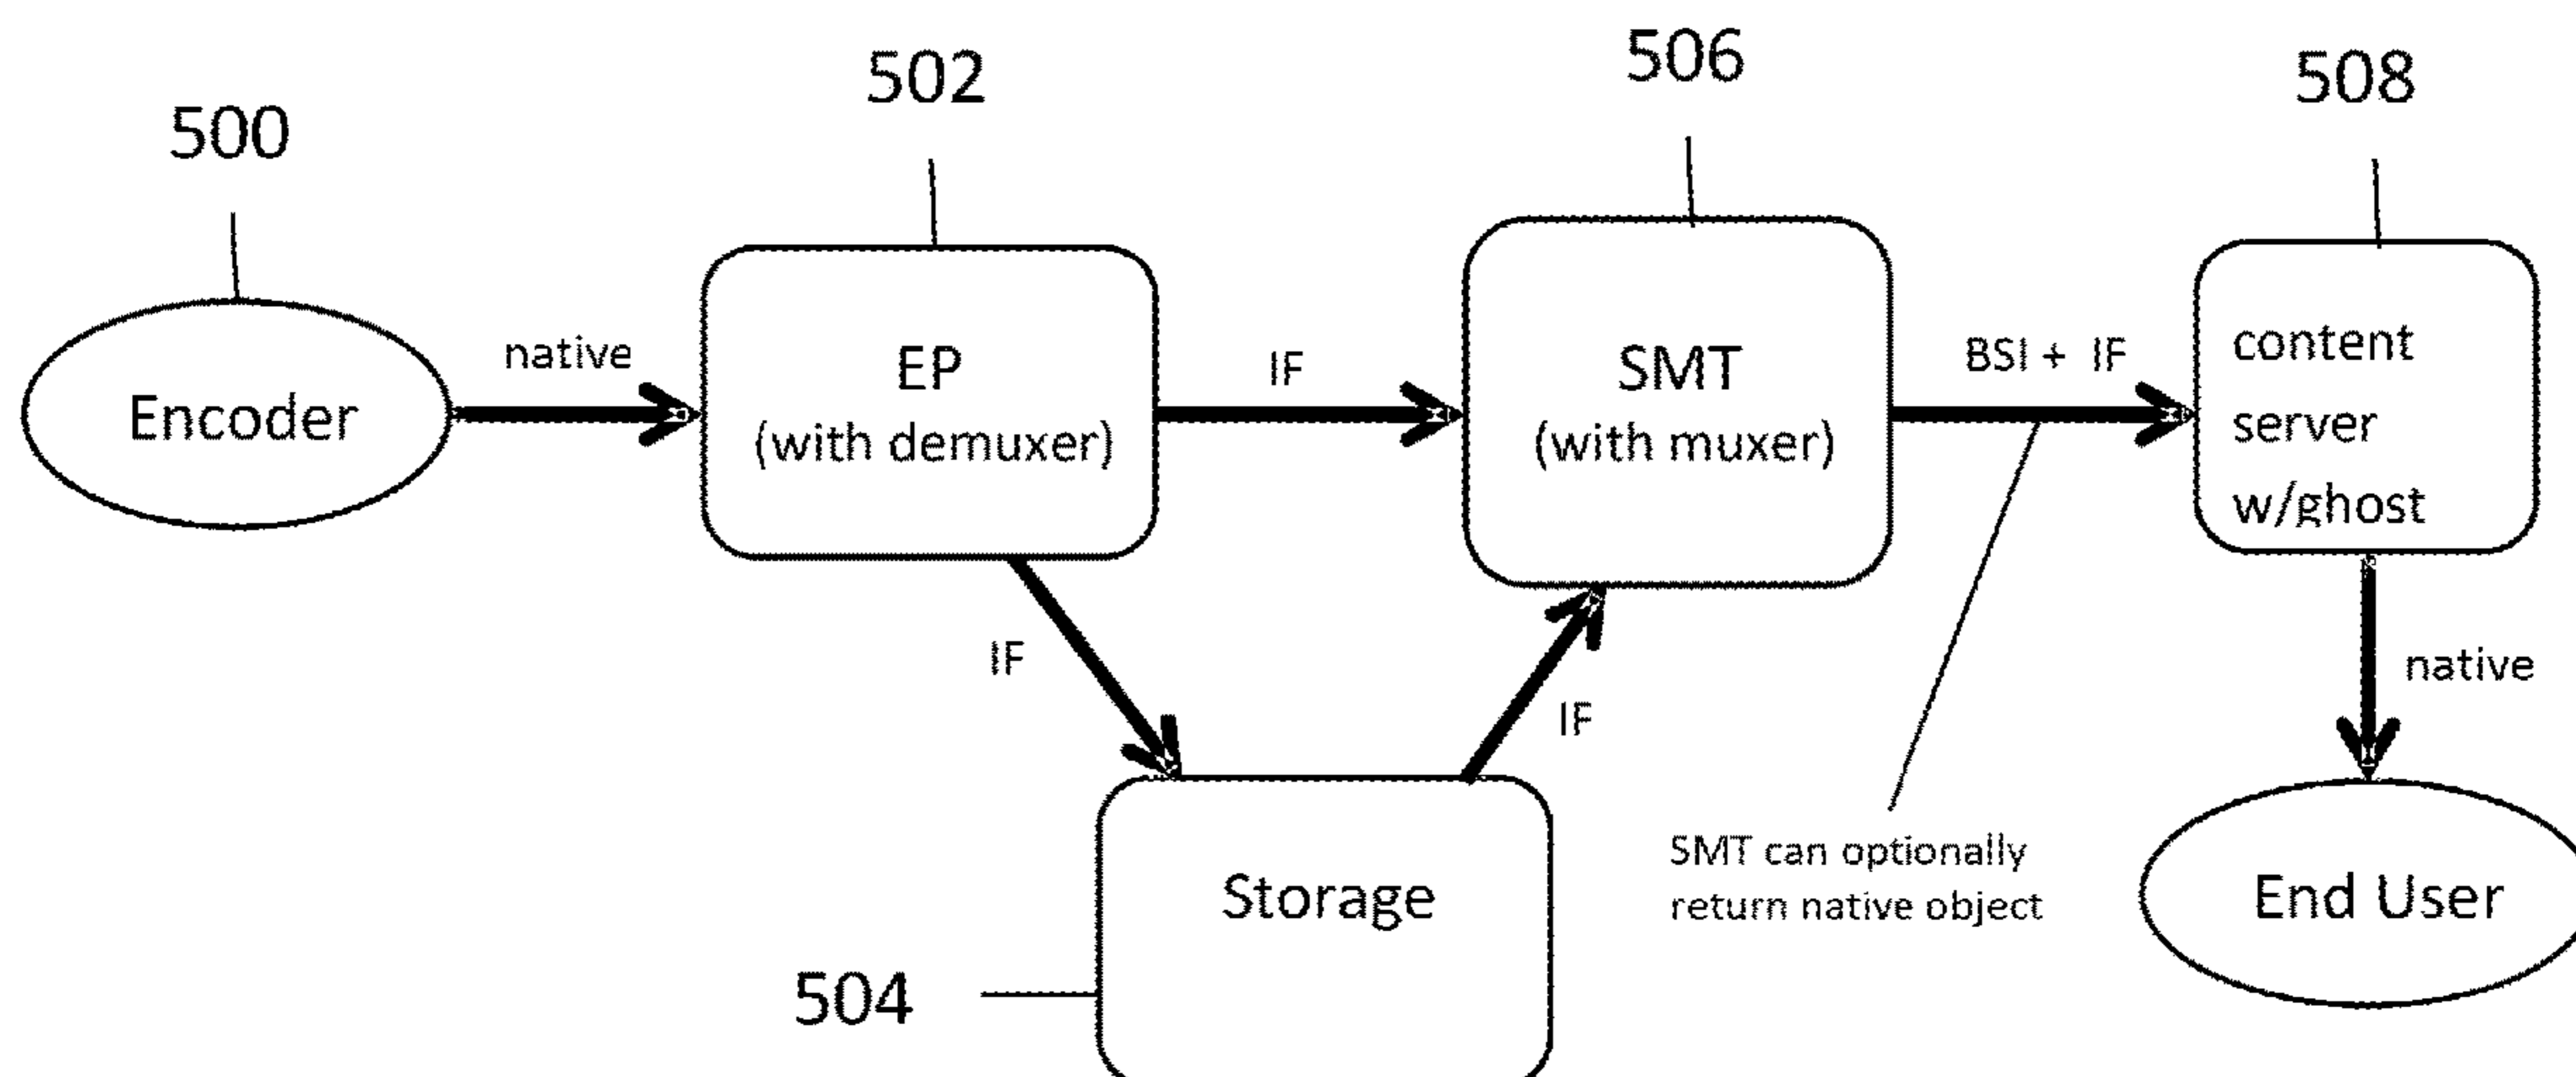 500
502
506
508
Encoder
native
EP
(with demuxer)
IF
SMT
(with muxer)
BSI + IF
content
server
w/ghost
IF
IF
native
Storage
504
SMT can optionally
return native object
End User